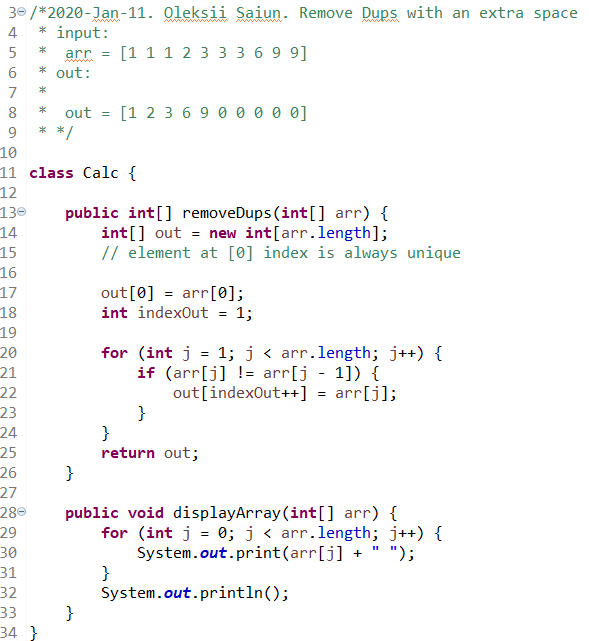 3 /*2020-Jan-11. Oleksii Saiun. Remove Dups with an extra space
4  * input:
5  *  arr = [1 1 1 2 3 3 3 6 9 9]
6  * out:
7  *
8  *  out = [1 2 3 6 9 0 0 0 0 0]
9  * */
10
11 class Calc {
12
13     public int[] removeDups(int[] arr) {
14         int[] out = new int[arr.length];
15         // element at [0] index is always unique
16
17         out[0] = arr[0];
18         int indexOut = 1;
19
20         for (int j = 1; j < arr.length; j++) {
21             if (arr[j] != arr[j - 1]) {
22                 out[indexOut++] = arr[j];
23             }
24         }
25         return out;
26     }
27
28     public void displayArray(int[] arr) {
29         for (int j = 0; j < arr.length; j++) {
30             System.out.print(arr[j] + " ");
31         }
32         System.out.println();
33     }
34 }